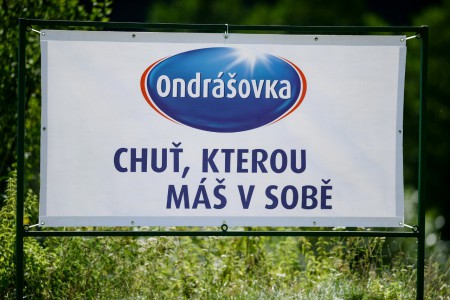 Ondrášovka
CHUŤ, KTEROU
MÁŠ V SOBĚ